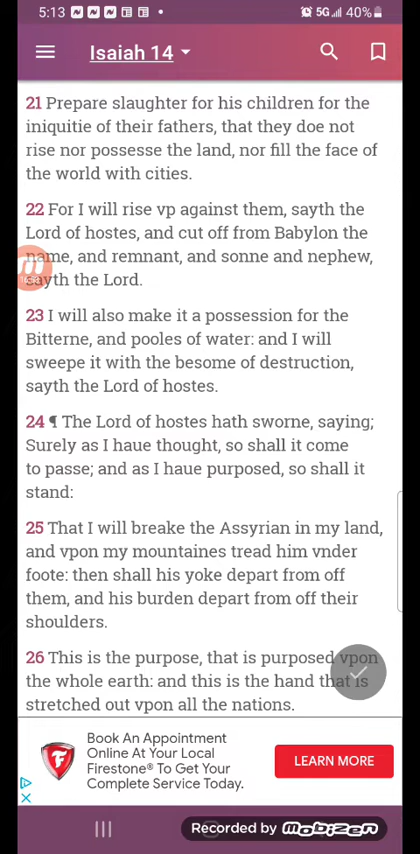 5:13
5G 40%
Isaiah 14
21 Prepare slaughter for his children for the
iniquitie of their fathers, that they doe not
rise nor possesse the land, nor fill the face of
the world with cities.
22 For I will rise vp against them, sayth the
Lord of hostes, and cut off from Babylon the
name, and remnant, and sonne and nephew,
sayth the Lord.
23 I will also make it a possession for the
Bitterne, and pooles of water: and I will
sweepe it with the besome of destruction,
sayth the Lord of hostes.
24 ¶ The Lord of hostes hath sworne, saying;
Surely as I haue thought, so shall it come
to passe; and as I haue purposed, so shall it
stand:
25 That I will breake the Assyrian in my land,
and vpon my mountaines tread him vnder
foote: then shall his yoke depart from off
them, and his burden depart from off their
shoulders.
26 This is the purpose, that is purposed vpon
the whole earth: and this is the hand that is
stretched out vpon all the nations.
Book An Appointment
Online At Your Local
Firestone® To Get Your
Complete Service Today.
LEARN MORE
Recorded by mobizen